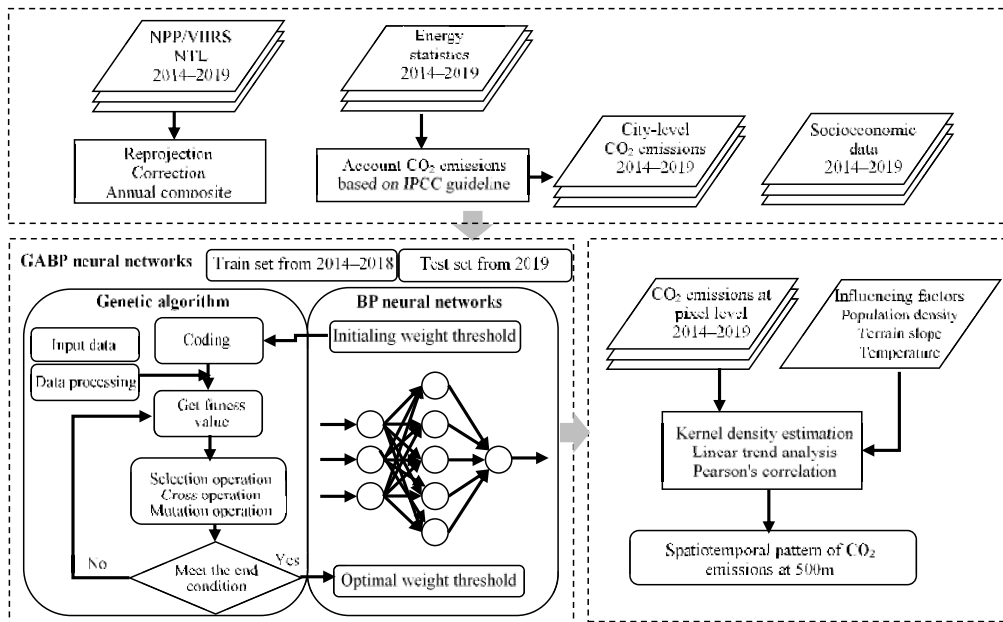 NPP/VIIRS
NTL
2014–2019
Energy
statistics
2014–2019
Reprojection
Correction
Annual composite
Account CO₂ emissions
based on IPCC guideline
City-level
CO₂ emissions
2014–2019
Socioeconomic
data
2014–2019
GABP neural networks
Train set from 2014–2018
Test set from 2019
Genetic algorithm
BP neural networks
Input data
Data processing
Coding
Initialing weight threshold
Get fitness
value
Selection operation
Cross operation
Mutation operation
No
Meet the end
condition
Yes
Optimal weight threshold
CO₂ emissions at
pixel level
2014–2019
Influencing factors
Population density
Terrain slope
Temperature
Kernel density estimation
Linear trend analysis
Pearson's correlation
Spatiotemporal pattern of CO₂
emissions at 500m